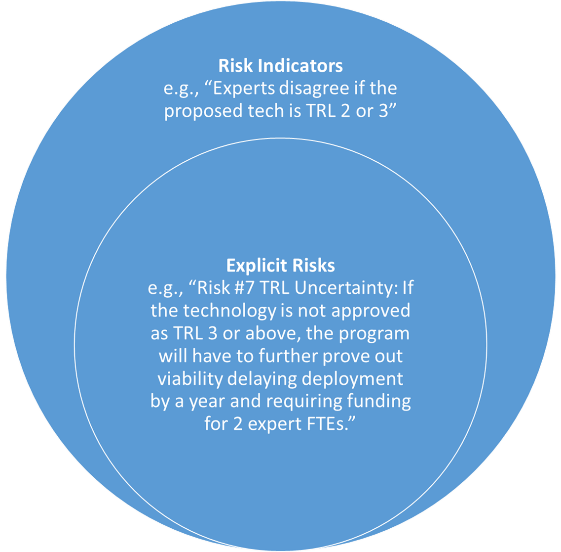 Risk Indicators
e.g., “Experts disagree if the
proposed tech is TRL 2 or 3”
Explicit Risks
e.g., “Risk #7 TRL Uncertainty: If
the technology is not approved
as TRL 3 or above, the program
will have to further prove out
viability delaying deployment
by a year and requiring funding
for 2 expert FTEs.”